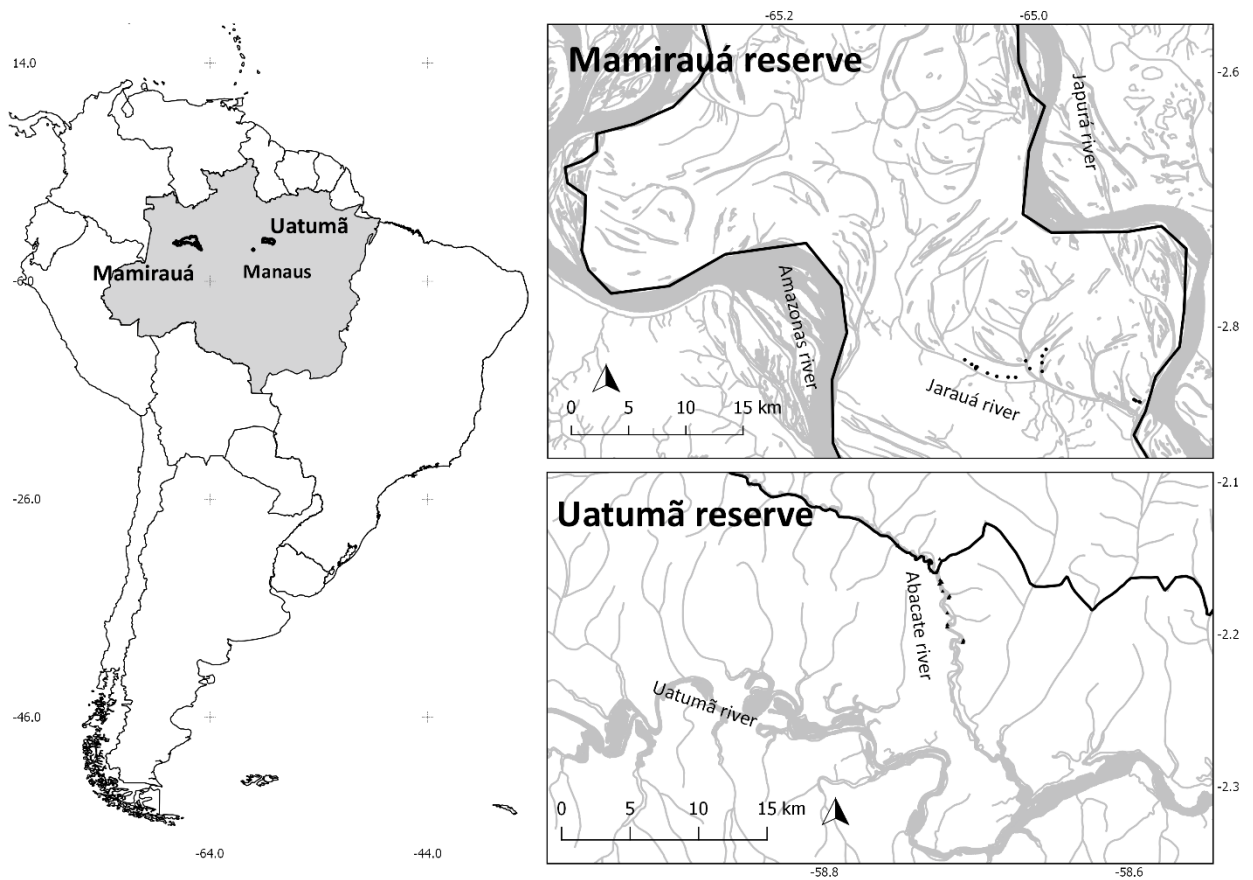 14.0
-6.0
-26.0
-46.0
-64.0
-44.0
Uatumã
Mamirauá
Manaus
-65.2
-65.0
Mamirauá reserve
-2.6
Japurá river
Amazonas river
-2.8
Jarauá river
0 5 10 15 km
Uatumã reserve
-2.1
Abacate river
-2.2
Uatumã river
-2.3
0 5 10 15 km
-58.8
-58.6